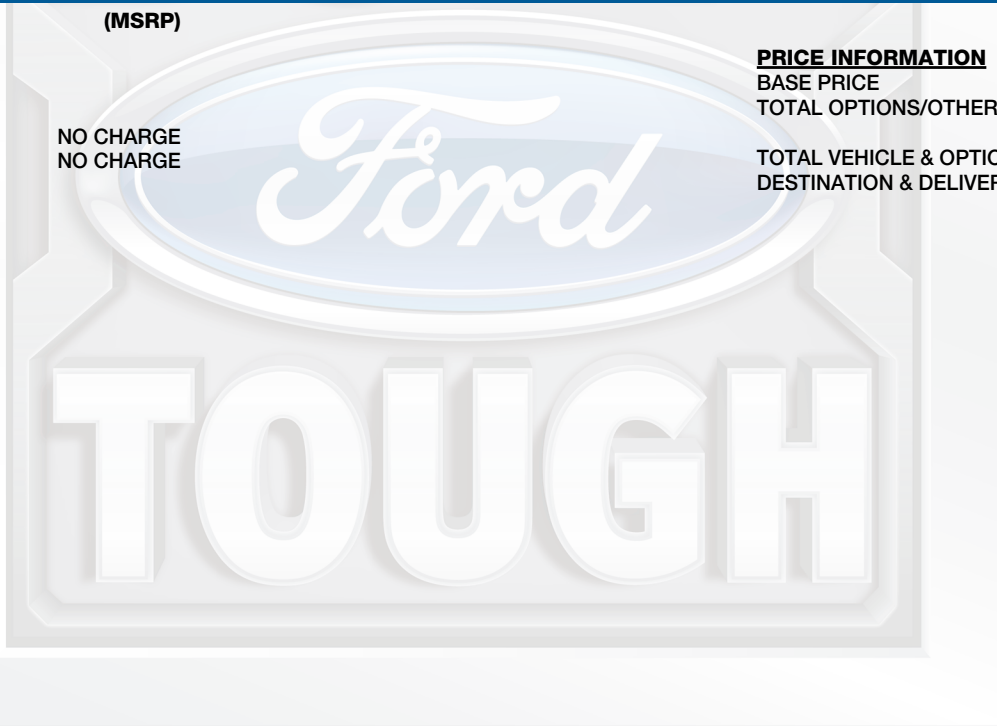 (MSRP)
PRICE INFORMATION
BASE PRICE
TOTAL OPTIONS/OTHER
NO CHARGE
NO CHARGE
TOTAL VEHICLE & OPTIO
DESTINATION & DELIVER
Ford
TOUGH